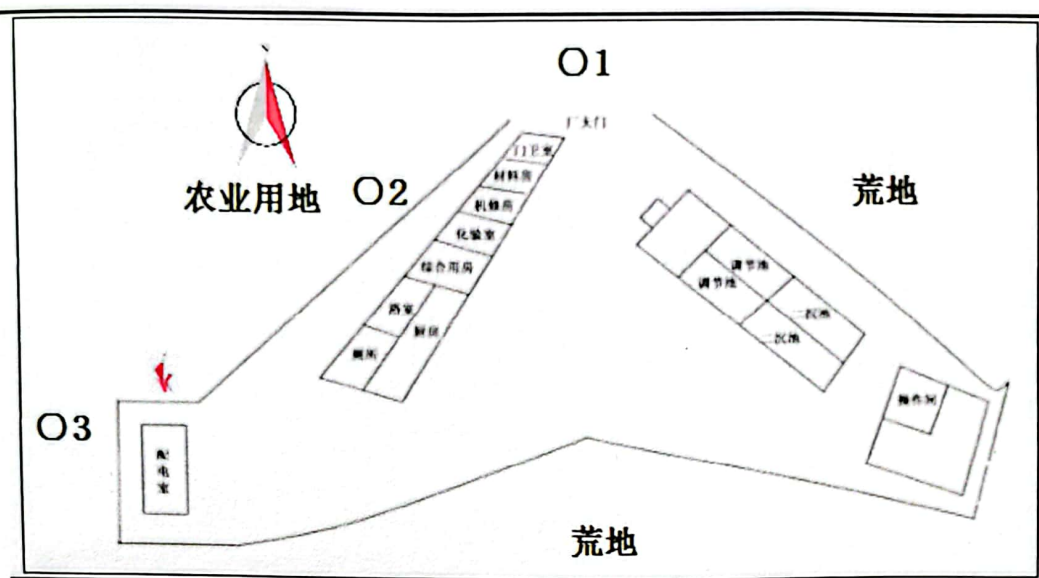 N
O1
厂大门
门卫室
农业用地
O2
材料房
荒地
机修房
化验室
综合用房
调节池
调节池
浴室
厨房
二沉池
二沉池
厕所
操作间
O3
配电室
荒地